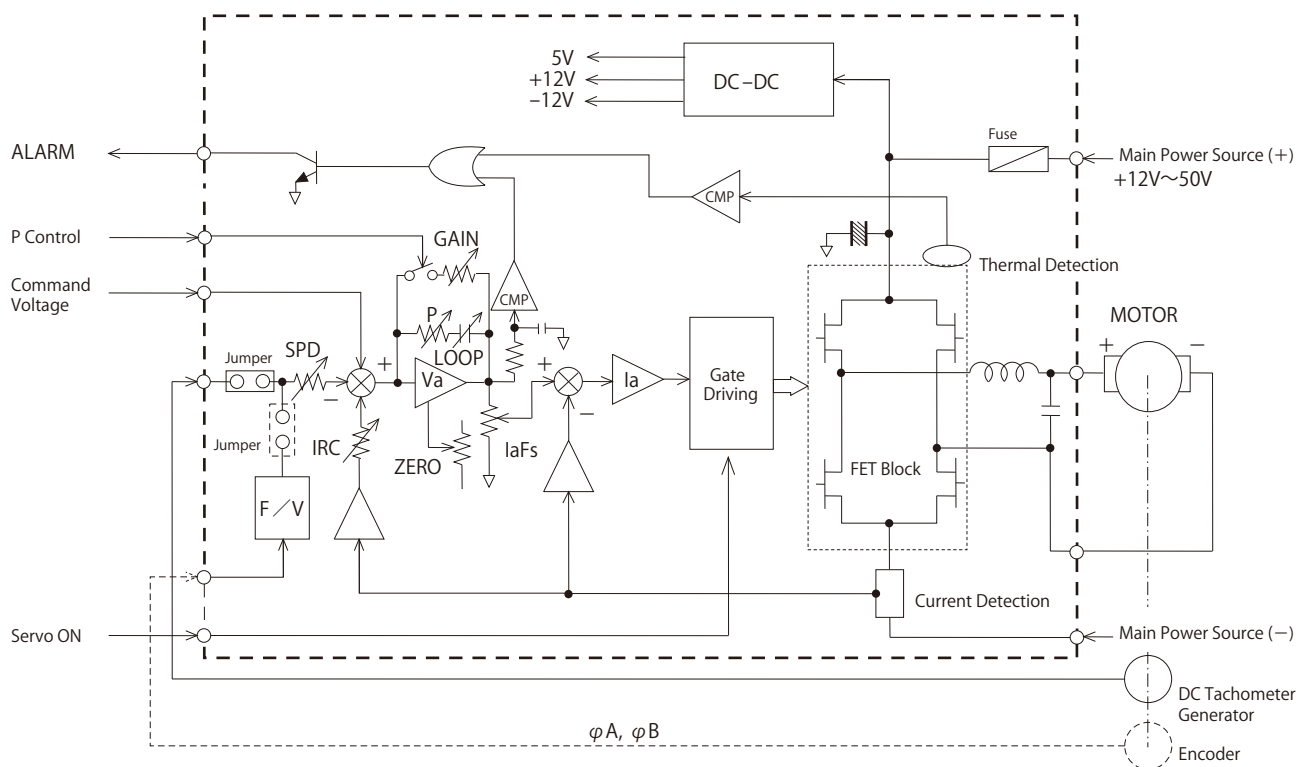 5V
+12V
−12V
DC−DC
Fuse
ALARM
Main Power Source (+)
+12V〜50V
CMP
P Control
GAIN
Thermal Detection
Command
Voltage
CMP
P
LOOP
MOTOR
+
−
Jumper
SPD
+
−
Va
+
−
Ia
Gate
Driving
Jumper
IRC
ZERO
IaFs
FET Block
F／V
Current Detection
Servo ON
Main Power Source (−)
DC Tachometer
Generator
φA, φB
Encoder